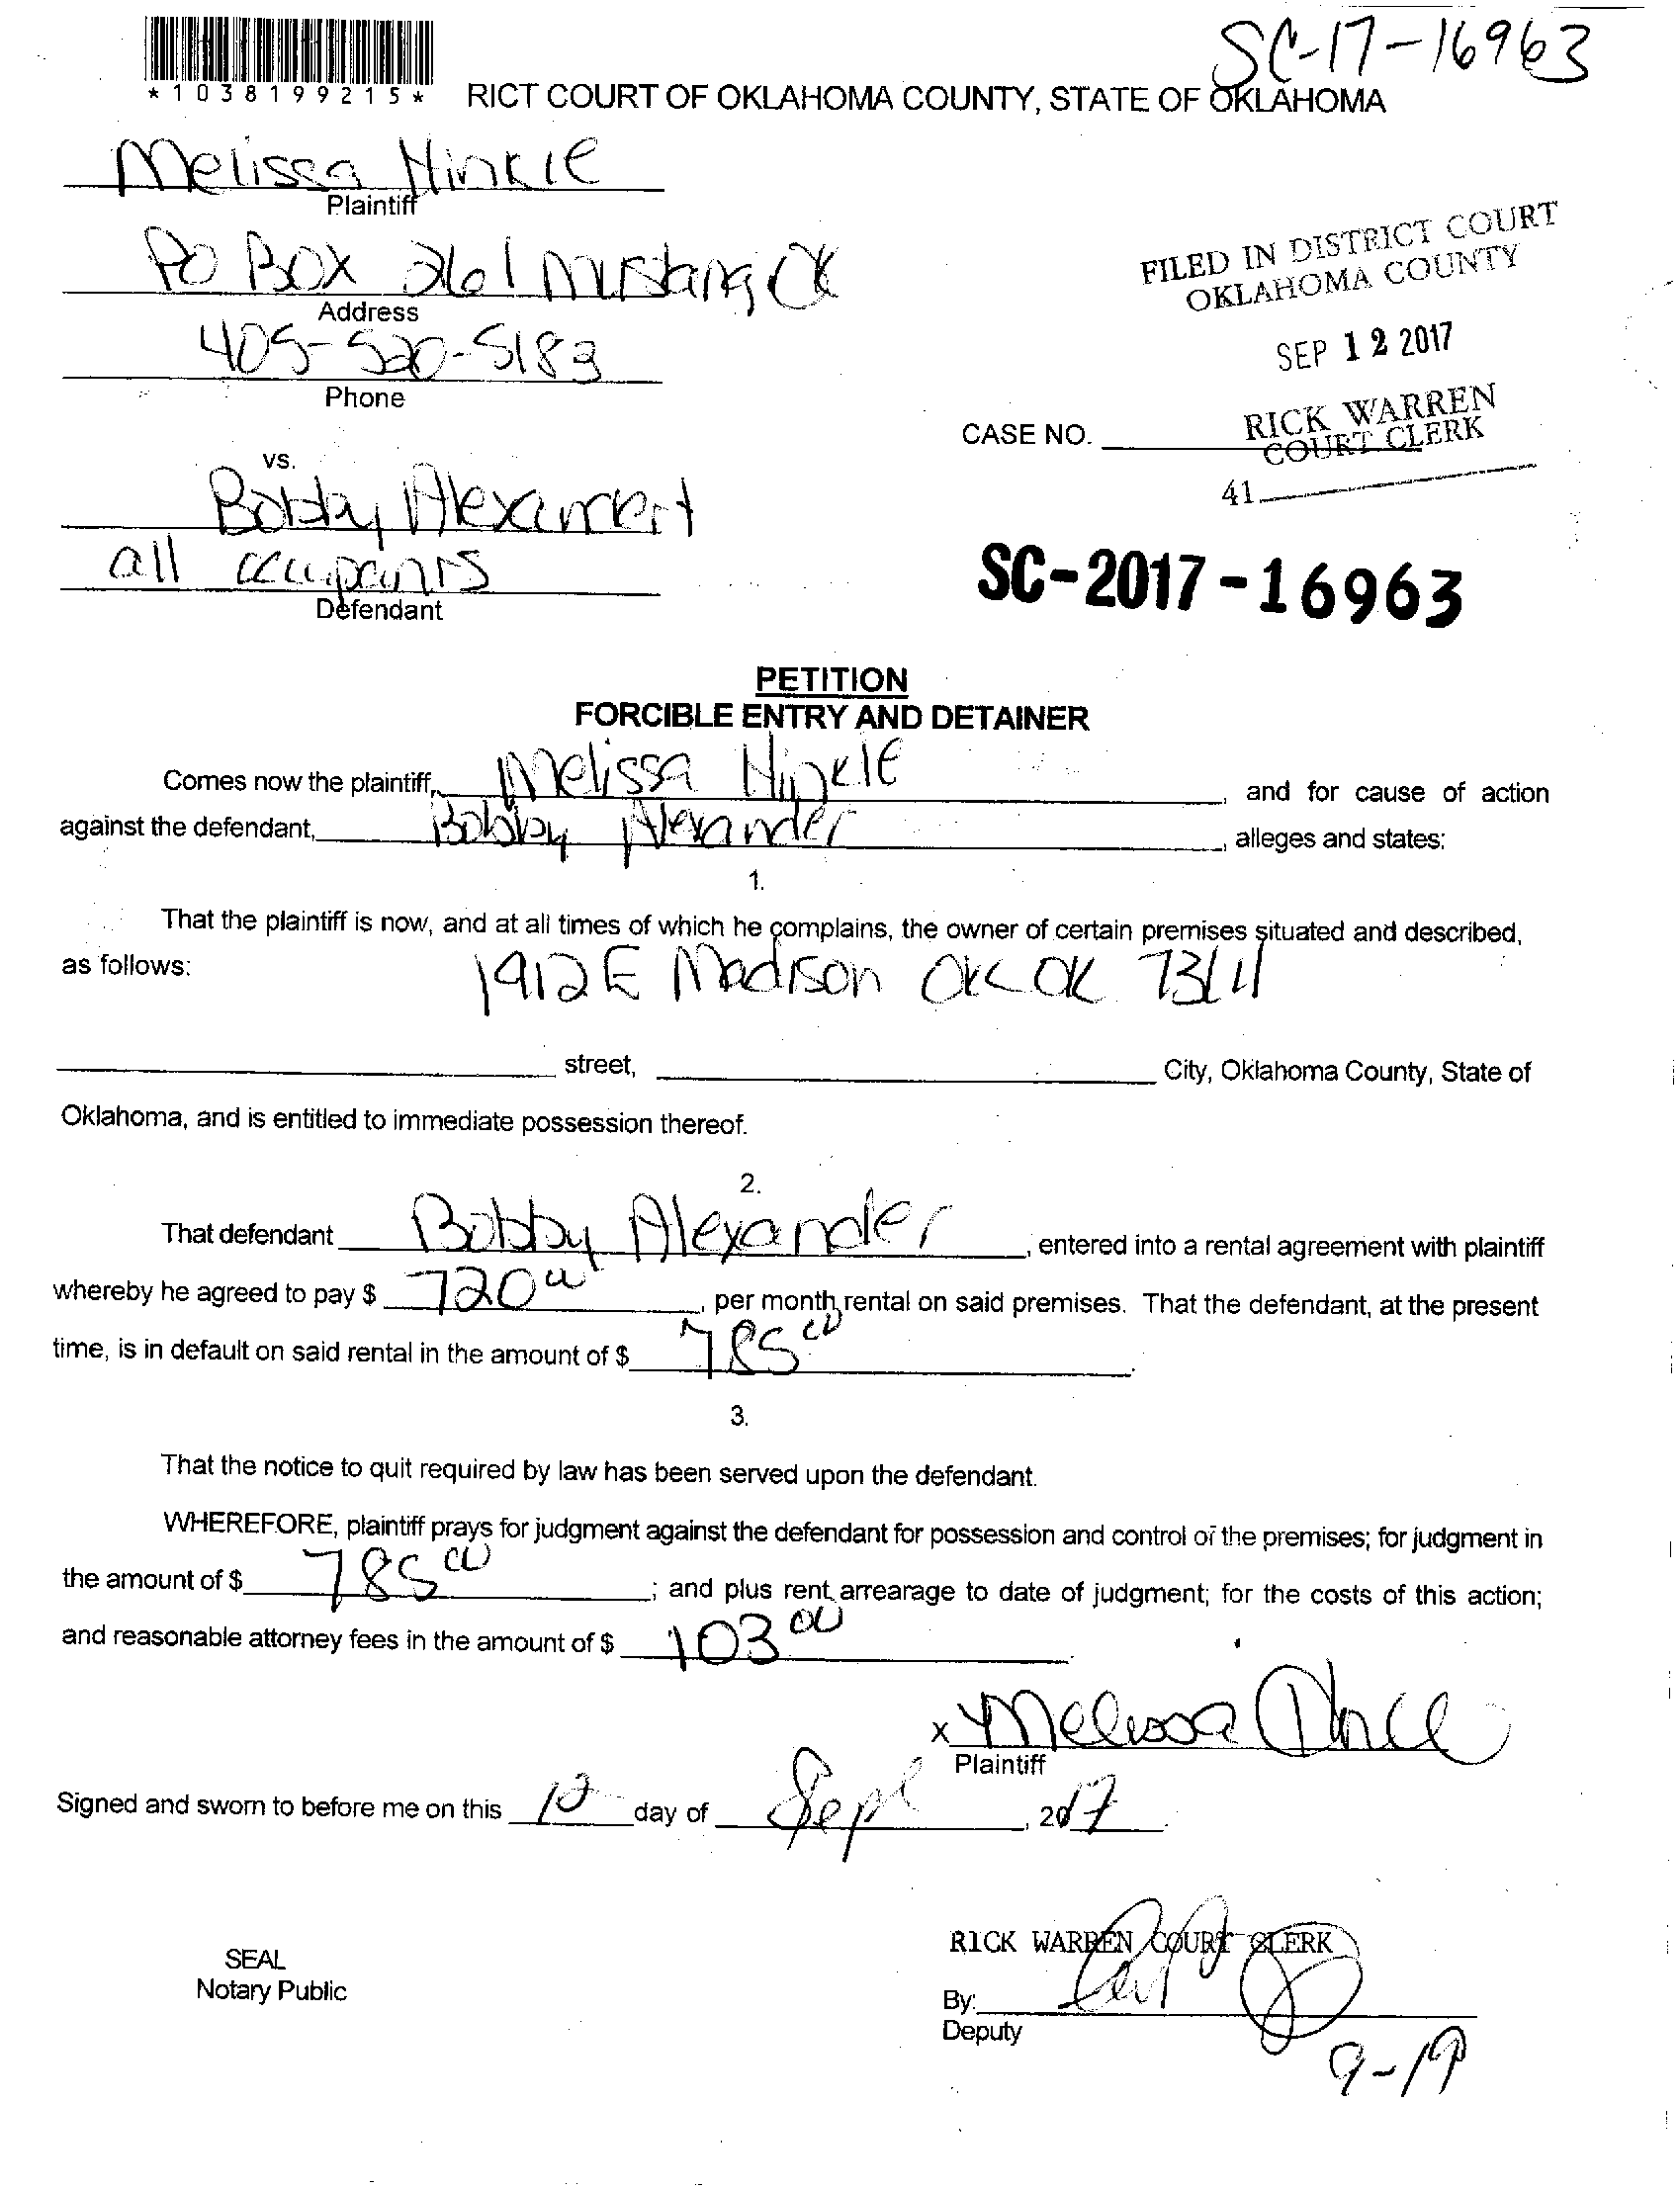 SC-17-16963
*1038199215*
RICT COURT OF OKLAHOMA COUNTY, STATE OF OKLAHOMA
Melissa Hinkle
Plaintiff
PO BOX 261 Mustang OK
Address
405-520-5183
Phone
FILED IN DISTRICT COURT
OKLAHOMA COUNTY
SEP 12 2017
RICK WARREN
COURT CLERK
41
CASE NO.
vs.
Bobby
all occupants
Defendant
SC-2017-16963
PETITION
FORCIBLE ENTRY AND DETAINER
Comes now the plaintiff, Melissa Hinkle, and for cause of action
against the defendant, Bobby Alexander, alleges and states:
1.
That the plaintiff is now, and at all times of which he complains, the owner of certain premises situated and described,
as follows: 1912 E Madison OKC OK 73111
street, City, Oklahoma County, State of
Oklahoma, and is entitled to immediate possession thereof.
2.
That defendant Bobby Alexander, entered into a rental agreement with plaintiff
whereby he agreed to pay $ 720 00, per month rental on said premises. That the defendant, at the present
time, is in default on said rental in the amount of $ 785 00.
3.
That the notice to quit required by law has been served upon the defendant.
WHEREFORE, plaintiff prays for judgment against the defendant for possession and control of the premises; for judgment in
the amount of $ 785 00; and plus rent arrearage to date of judgment; for the costs of this action;
and reasonable attorney fees in the amount of $ 103 00
x Melissa
Plaintiff
Signed and sworn to before me on this 12 day of Sept, 2017
SEAL
Notary Public
RICK WARREN COURT CLERK
By:
Deputy
9-19